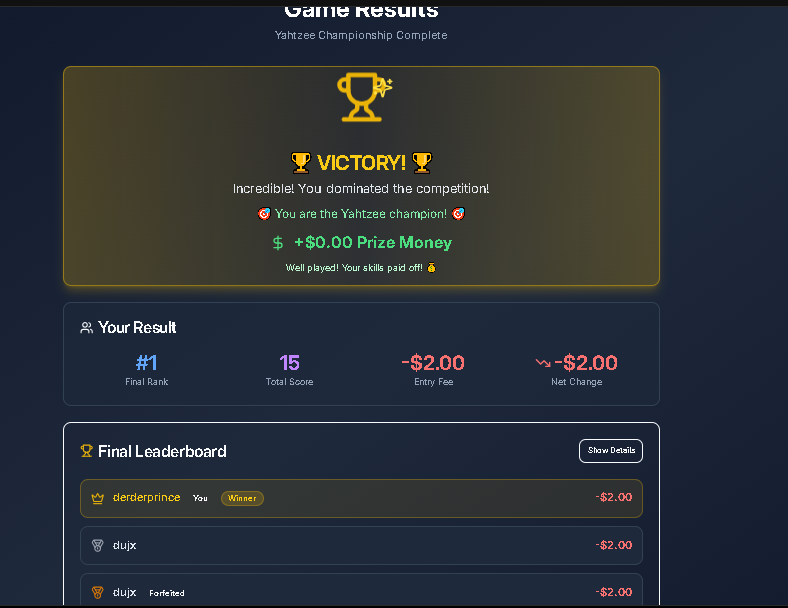 Game Results
Yahtzee Championship Complete
🏆 VICTORY! 🏆
Incredible! You dominated the competition!
🎯 You are the Yahtzee champion! 🎯
$ +$0.00 Prize Money
Well played! Your skills paid off! 💰
Your Result
#1 15 -$2.00 -$2.00
Final Rank Total Score Entry Fee Net Change
Final Leaderboard Show Details
derderprince You Winner -$2.00
dujx -$2.00
dujx Forfeited -$2.00